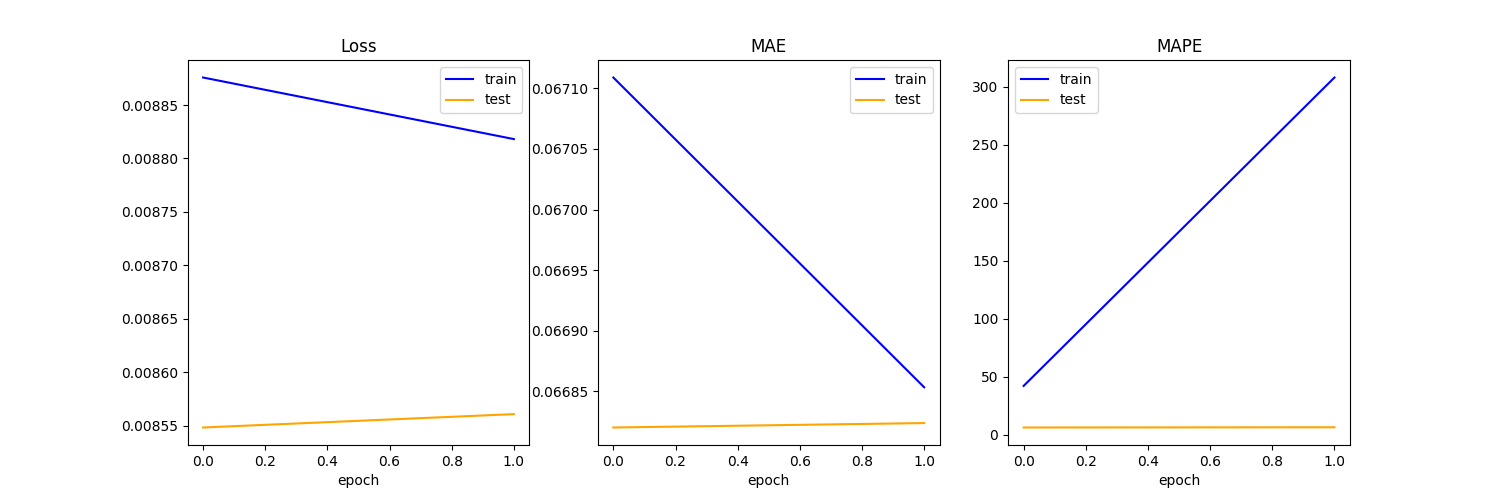 Loss
train
test
0.00885
0.00880
0.00875
0.00870
0.00865
0.00860
0.00855
0.0 0.2 0.4 0.6 0.8 1.0
epoch
MAE
train
test
0.06710
0.06705
0.06700
0.06695
0.06690
0.06685
0.0 0.2 0.4 0.6 0.8 1.0
epoch
MAPE
train
test
300
250
200
150
100
50
0
0.0 0.2 0.4 0.6 0.8 1.0
epoch